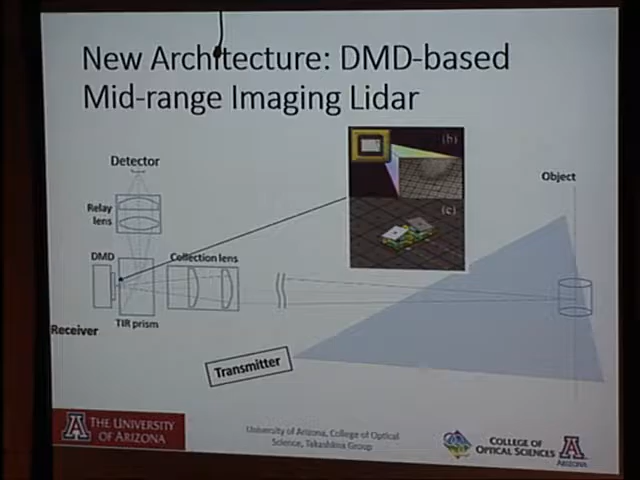 New Architecture: DMD-based
Mid-range Imaging Lidar
Detector
Relay
lens
DMD
Collection lens
TIR prism
Receiver
Transmitter
Object
(b)
(c)
THE UNIVERSITY
OF ARIZONA
University of Arizona, College of Optical
Science, Takashima Group
COLLEGE OF
OPTICAL SCIENCES
ARIZONA